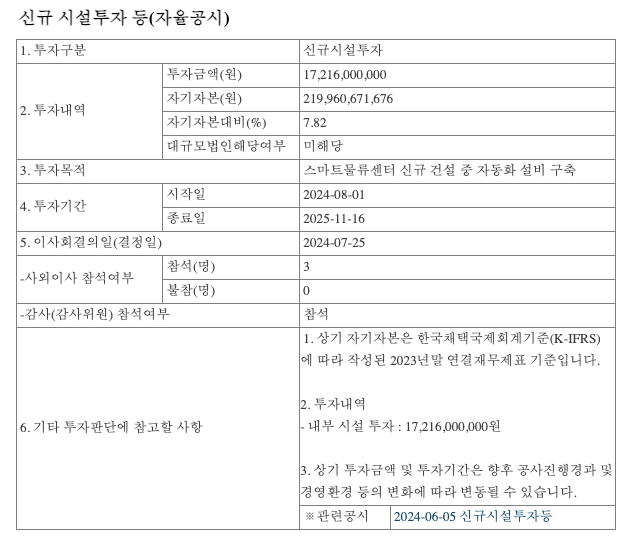 신규 시설투자 등(자율공시)
1. 투자구분 신규시설투자
2. 투자내역 투자금액(원) 17,216,000,000
자기자본(원) 219,960,671,676
자기자본대비(%) 7.82
대규모법인해당여부 미해당
3. 투자목적 스마트물류센터 신규 건설 중 자동화 설비 구축
4. 투자기간 시작일 2024-08-01
종료일 2025-11-16
5. 이사회결의일(결정일) 2024-07-25
-사외이사 참석여부 참석(명) 3
불참(명) 0
-감사(감사위원) 참석여부 참석
6. 기타 투자판단에 참고할 사항
1. 상기 자기자본은 한국채택국제회계기준(K-IFRS)
에 따라 작성된 2023년말 연결재무제표 기준입니다.
2. 투자내역
- 내부 시설 투자 : 17,216,000,000원
3. 상기 투자금액 및 투자기간은 향후 공사진행경과 및
경영환경 등의 변화에 따라 변동될 수 있습니다.
※ 관련공시 2024-06-05 신규시설투자등